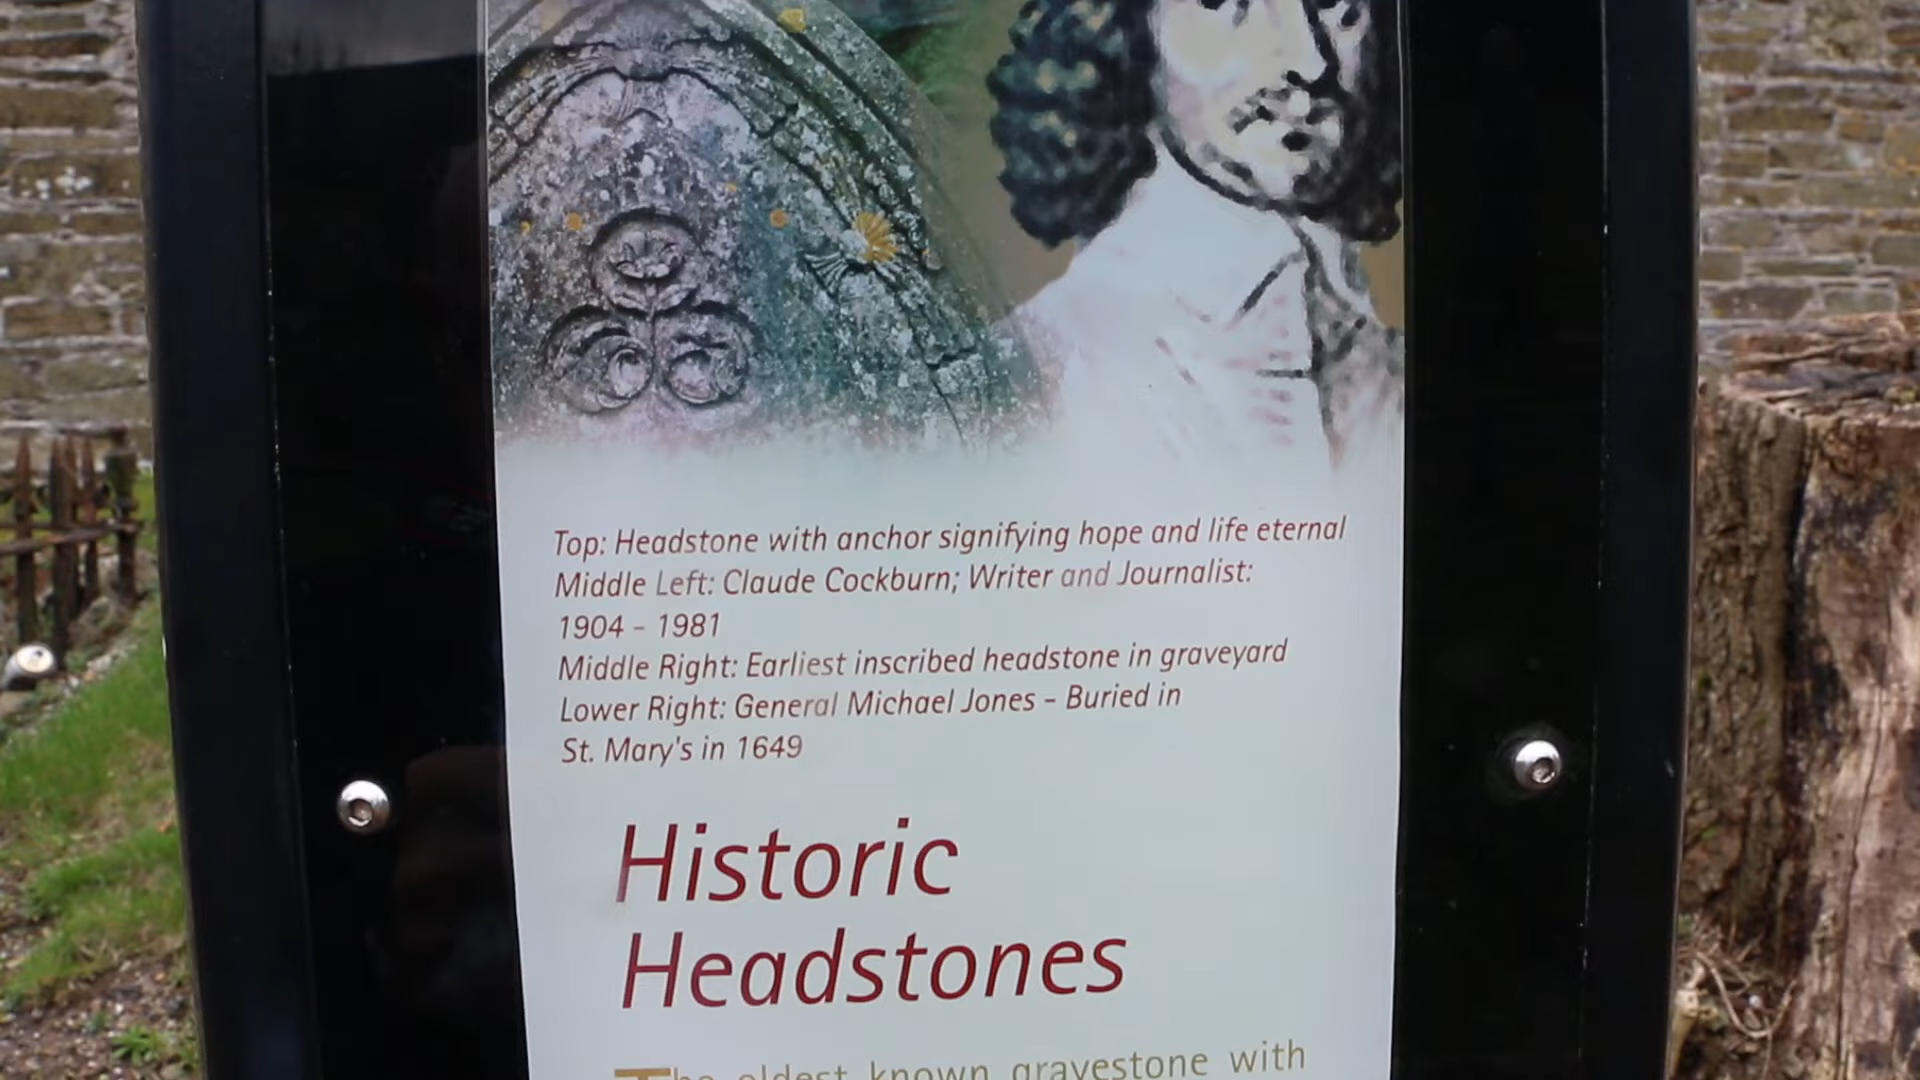 Top: Headstone with anchor signifying hope and life eternal
Middle Left: Claude Cockburn; Writer and Journalist:
1904 - 1981
Middle Right: Earliest inscribed headstone in graveyard
Lower Right: General Michael Jones - Buried in
St. Mary's in 1649
Historic
Headstones
The oldest known gravestone with